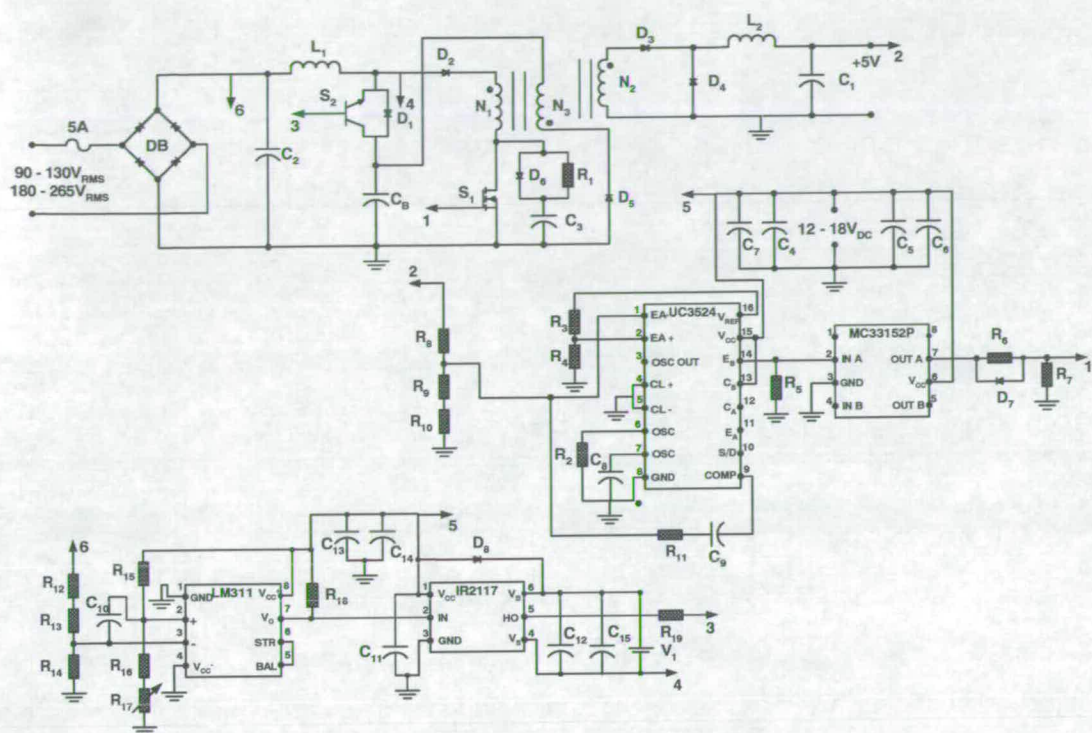 L1
D2
D3
L2
2
+5V
S2
4
D1
3
6
N1
N3
N2
D4
C1
5A
DB
C2
90 - 130VRMS
180 - 265VRMS
CB
S1
1
D6
R1
D5
C3
5
C7
C4
12 - 18VDC
C5
C6
2
R8
R9
R10
R3
R4
R2
C8
UC3524
1 EA- VREF 16
2 EA + VCC 15
3 OSC OUT ES 14
4 CL + CS 13
5 CL - CA 12
6 OSC EA 11
7 OSC S/D 10
8 GND COMP 9
R5
MC33152P
1 8
2 IN A OUT A 7
3 GND VCC 6
4 IN B OUT B 5
R6
D7
R7
1
R11
C9
6
R12
R13
R14
C10
R15
R16
R17
LM311
1 GND VCC 8
2 + VO 7
3 - STR 6
4 VCC- BAL 5
R18
C13
C14
5
D8
C11
IR2117
1 VCC VB 6
2 IN HO 5
3 GND VS 4
C12
C15
V1
R19
3
4